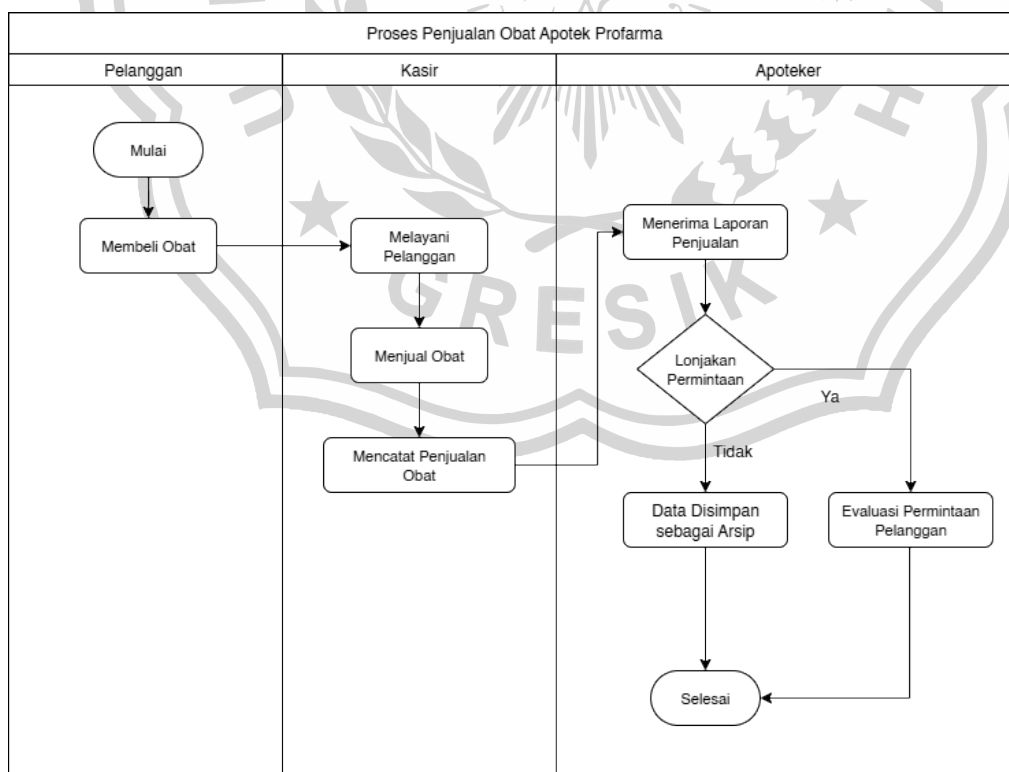 Proses Penjualan Obat Apotek Profarma
Pelanggan
Kasir
Apoteker
Mulai
Membeli Obat
Melayani
Pelanggan
Menjual Obat
Mencatat Penjualan
Obat
Menerima Laporan
Penjualan
Lonjakan
Permintaan
Ya
Tidak
Data Disimpan
sebagai Arsip
Evaluasi Permintaan
Pelanggan
Selesai
GRESIK